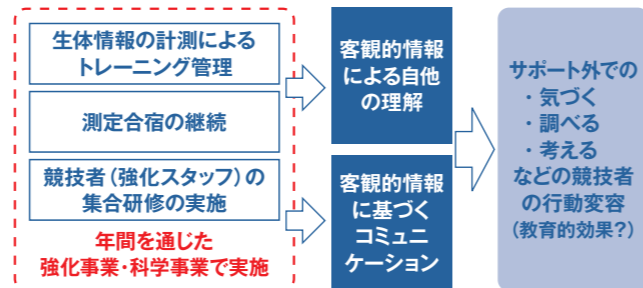 生体情報の計測による
トレーニング管理
測定合宿の継続
競技者（強化スタッフ）の
集合研修の実施
年間を通じた
強化事業・科学事業で実施
客観的情報
による自他
の理解
客観的情報
に基づく
コミュニ
ケーション
サポート外での
・気づく
・調べる
・考える
などの競技者
の行動変容
（教育的効果？）